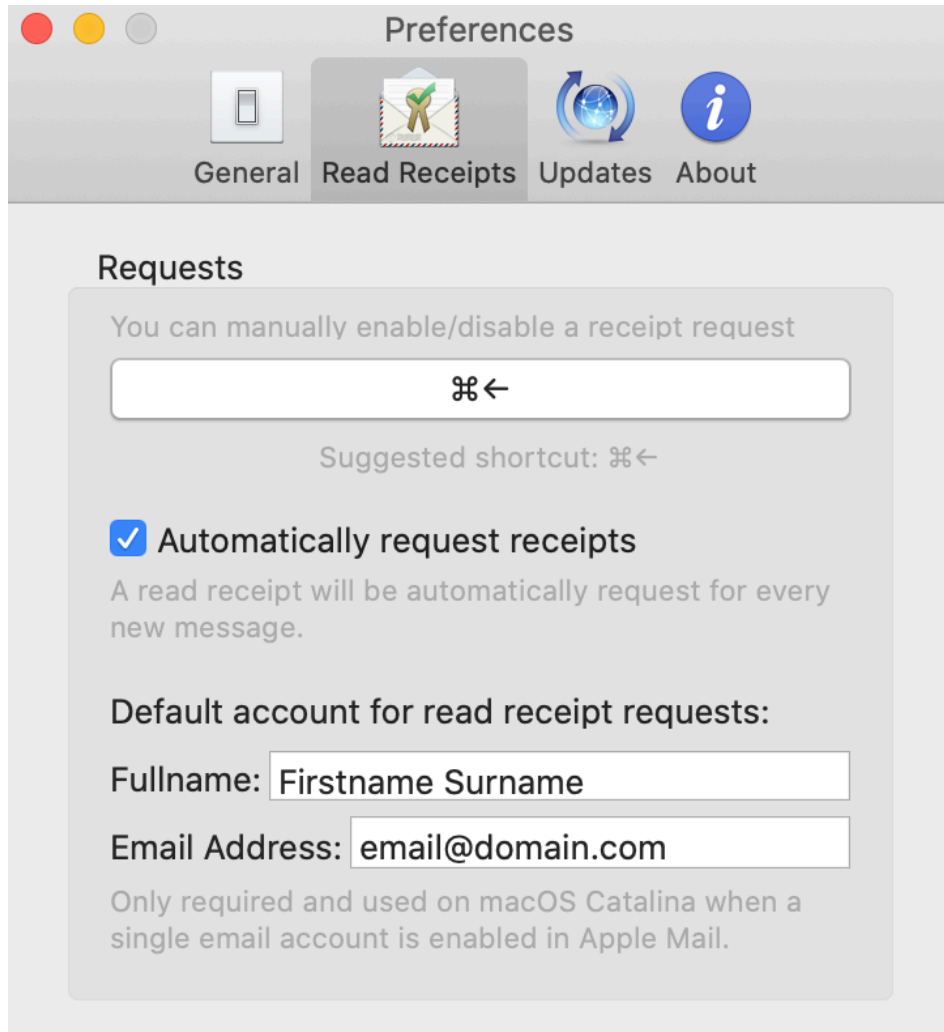 Preferences
General
Read Receipts
Updates
About
Requests
You can manually enable/disable a receipt request
⌘←
Suggested shortcut: ⌘←
Automatically request receipts
A read receipt will be automatically request for every
new message.
Default account for read receipt requests:
Fullname: Firstname Surname
Email Address: email@domain.com
Only required and used on macOS Catalina when a
single email account is enabled in Apple Mail.